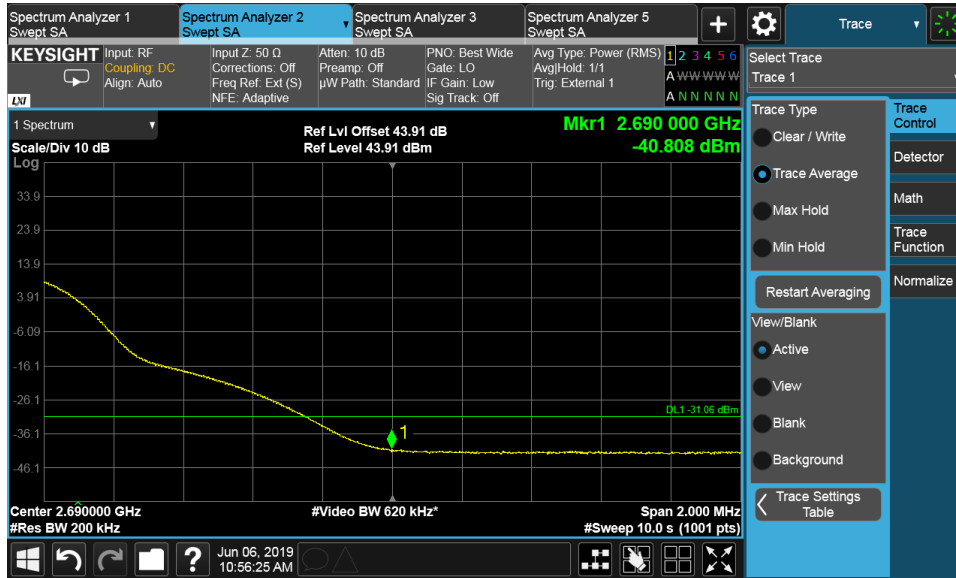 Spectrum Analyzer 1
Swept SA
Spectrum Analyzer 2
Swept SA
Spectrum Analyzer 3
Swept SA
Spectrum Analyzer 5
Swept SA
+
Trace
KEYSIGHT
LXI
Input: RF
Coupling: DC
Align: Auto
Input Z: 50 Ω
Corrections: Off
Freq Ref: Ext (S)
NFE: Adaptive
Atten: 10 dB
Preamp: Off
µW Path: Standard
PNO: Best Wide
Gate: LO
IF Gain: Low
Sig Track: Off
Avg Type: Power (RMS)
Avg|Hold: 1/1
Trig: External 1
1 2 3 4 5 6
A W W W W W
A N N N N N
Select Trace
Trace 1
1 Spectrum
Scale/Div 10 dB
Log
Ref Lvl Offset 43.91 dB
Ref Level 43.91 dBm
Mkr1 2.690 000 GHz
-40.808 dBm
33.9
23.9
13.9
3.91
-6.09
-16.1
-26.1
-36.1
-46.1
DL1 -31.06 dBm
1
Center 2.690000 GHz
#Res BW 200 kHz
#Video BW 620 kHz*
Span 2.000 MHz
#Sweep 10.0 s (1001 pts)
Trace Type
Clear / Write
Trace Average
Max Hold
Min Hold
Restart Averaging
View/Blank
Active
View
Blank
Background
Trace Settings
Table
Trace
Control
Detector
Math
Trace
Function
Normalize
?
Jun 06, 2019
10:56:25 AM